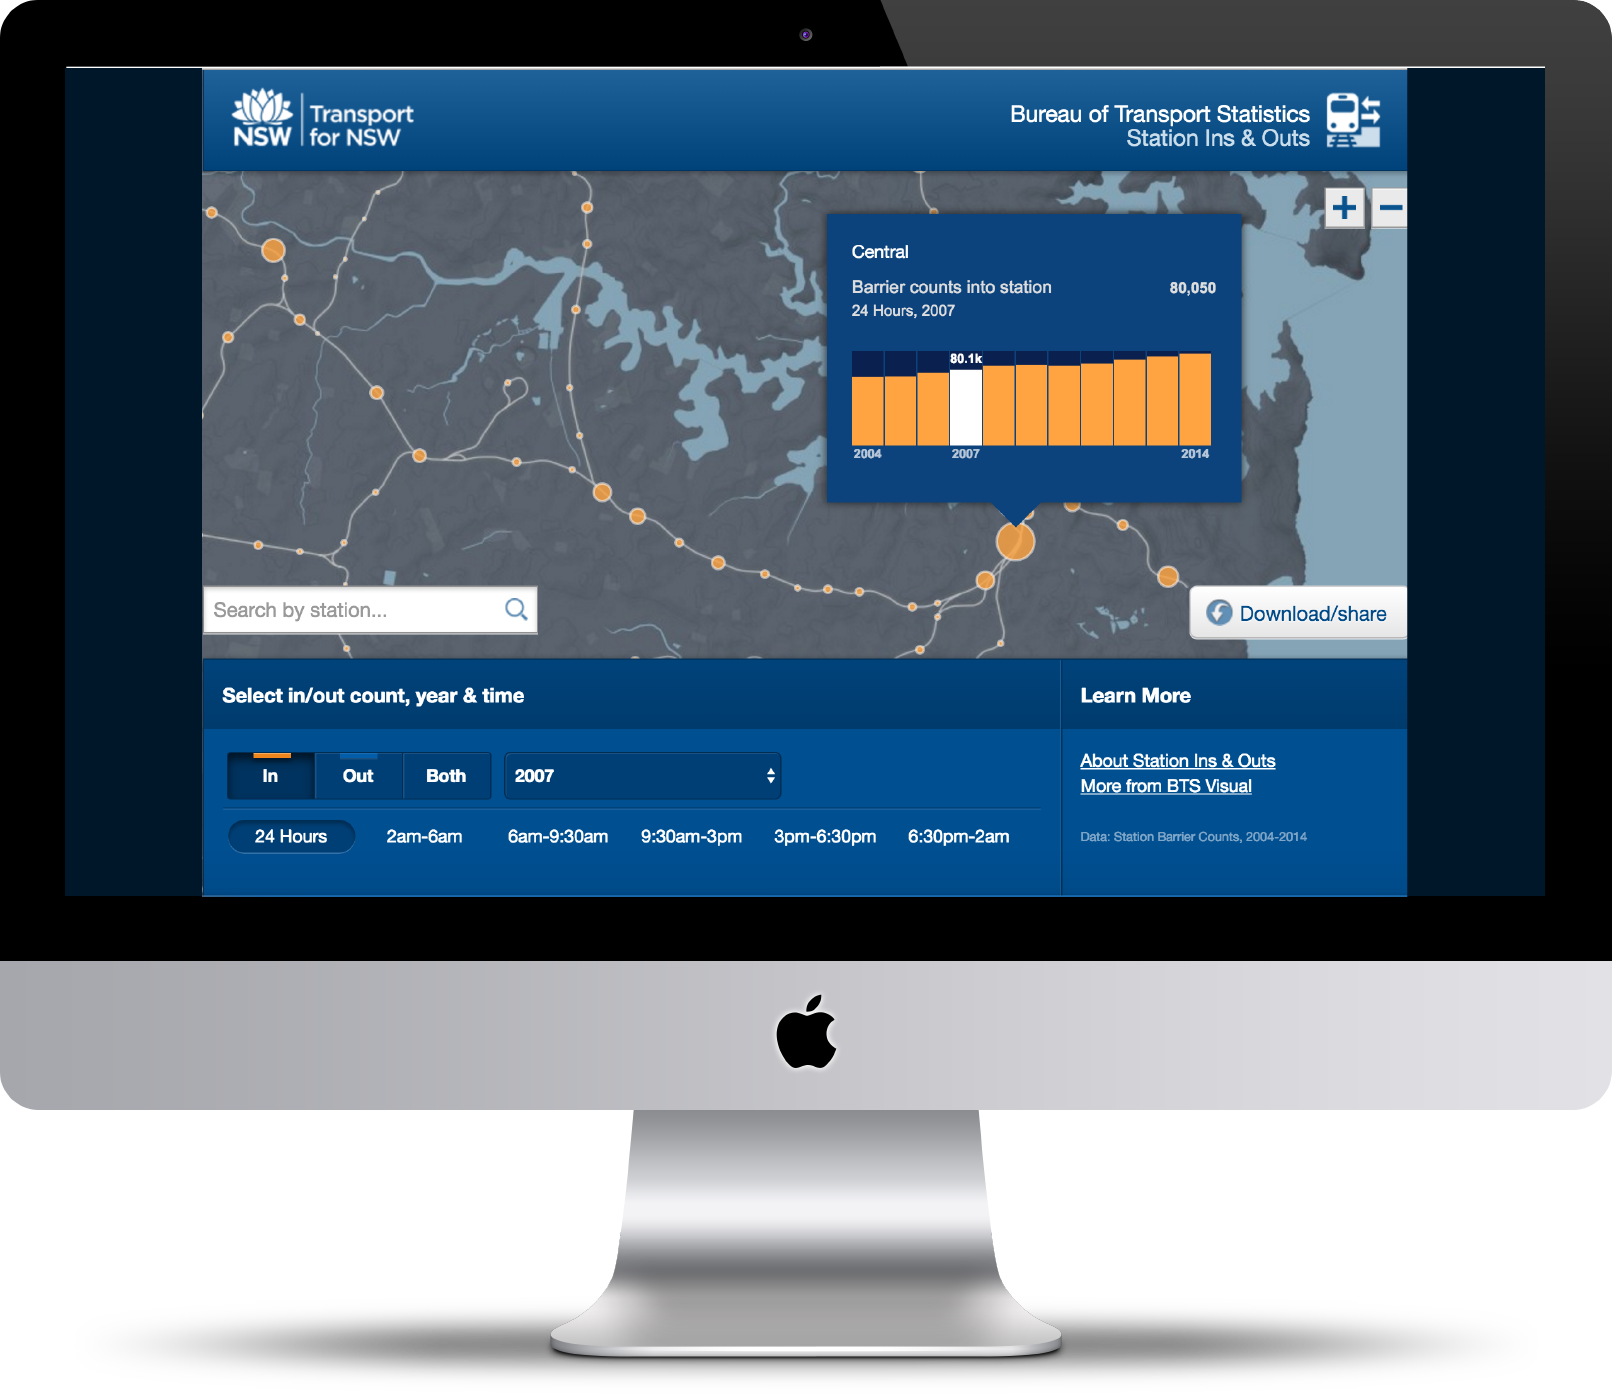 NSW
Transport
for NSW
Bureau of Transport Statistics
Station Ins & Outs
Central
Barrier counts into station
80,050
24 Hours, 2007
80.1k
2004
2007
2014
Search by station...
Download/share
Select in/out count, year & time
Learn More
In
Out
Both
2007
24 Hours
2am-6am
6am-9:30am
9:30am-3pm
3pm-6:30pm
6:30pm-2am
About Station Ins & Outs
More from BTS Visual
Data: Station Barrier Counts, 2004-2014